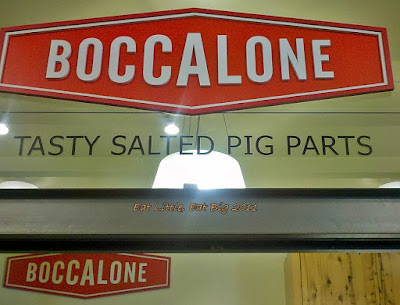 BOCCALONE
TASTY SALTED PIG PARTS
Eat Little, Eat Big 2011
BOCCALONE